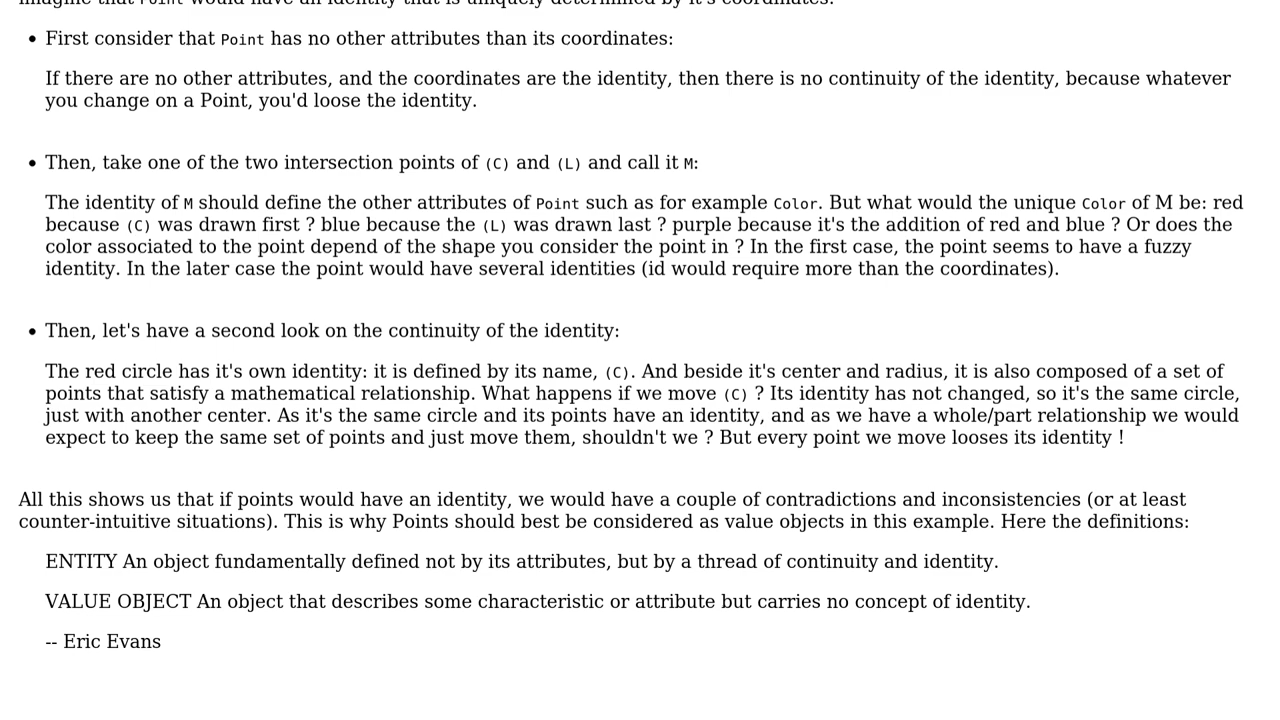 imagine that Point would have an identity that is uniquely determined by it's coordinates:
First consider that Point has no other attributes than its coordinates:
If there are no other attributes, and the coordinates are the identity, then there is no continuity of the identity, because whatever
you change on a Point, you'd loose the identity.
Then, take one of the two intersection points of (C) and (L) and call it M:
The identity of M should define the other attributes of Point such as for example Color. But what would the unique Color of M be: red
because (C) was drawn first ? blue because the (L) was drawn last ? purple because it's the addition of red and blue ? Or does the
color associated to the point depend of the shape you consider the point in ? In the first case, the point seems to have a fuzzy
identity. In the later case the point would have several identities (id would require more than the coordinates).
Then, let's have a second look on the continuity of the identity:
The red circle has it's own identity: it is defined by its name, (C). And beside it's center and radius, it is also composed of a set of
points that satisfy a mathematical relationship. What happens if we move (C) ? Its identity has not changed, so it's the same circle,
just with another center. As it's the same circle and its points have an identity, and as we have a whole/part relationship we would
expect to keep the same set of points and just move them, shouldn't we ? But every point we move looses its identity !
All this shows us that if points would have an identity, we would have a couple of contradictions and inconsistencies (or at least
counter-intuitive situations). This is why Points should best be considered as value objects in this example. Here the definitions:
ENTITY An object fundamentally defined not by its attributes, but by a thread of continuity and identity.
VALUE OBJECT An object that describes some characteristic or attribute but carries no concept of identity.
-- Eric Evans